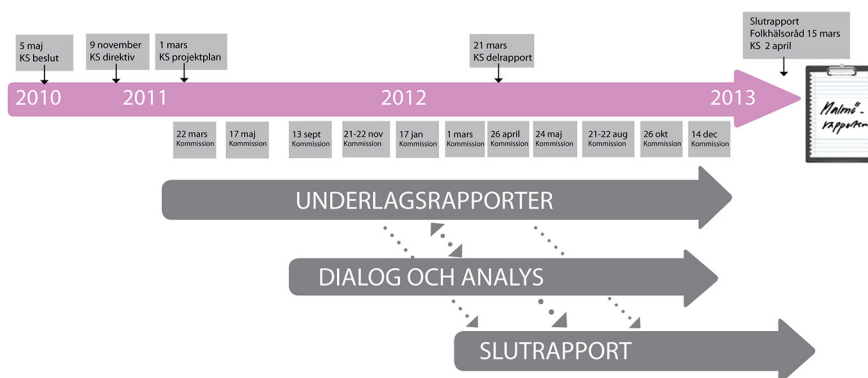 5 maj
KS beslut
9 november
KS direktiv
1 mars
KS projektplan
21 mars
KS delrapport
Slutrapport
Folkhälsoråd 15 mars
KS 2 april
2010
2011
2012
2013
Malmö-
rapporten
22 mars
Kommission
17 maj
Kommission
13 sept
Kommission
21-22 nov
Kommission
17 jan
Kommission
1 mars
Kommission
26 april
Kommission
24 maj
Kommission
21-22 aug
Kommission
26 okt
Kommission
14 dec
Kommission
UNDERLAGSRAPPORTER
DIALOG OCH ANALYS
SLUTRAPPORT